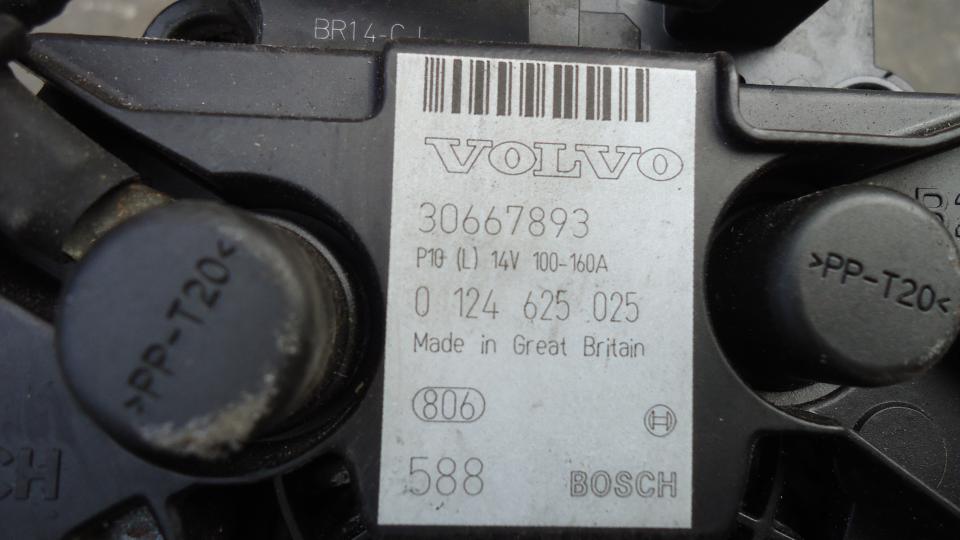 BR14-C
VOLVO
30667893
P10 (L) 14V 100-160A
0 124 625 025
Made in Great Britain
806
588
BOSCH
>PP-T20<
>PP-T20<
CH